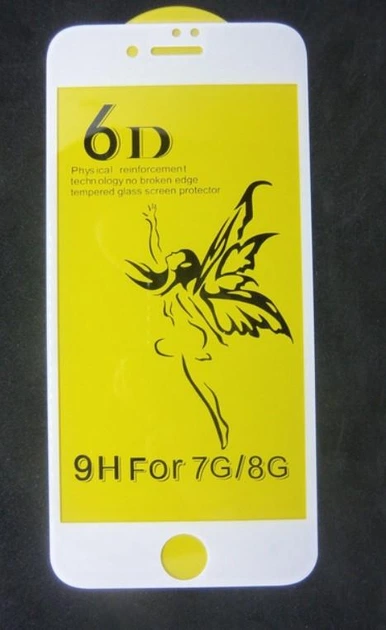 6D
Physical reinforcement
technology no broken edge
tempered glass screen protector
9H For 7G/8G